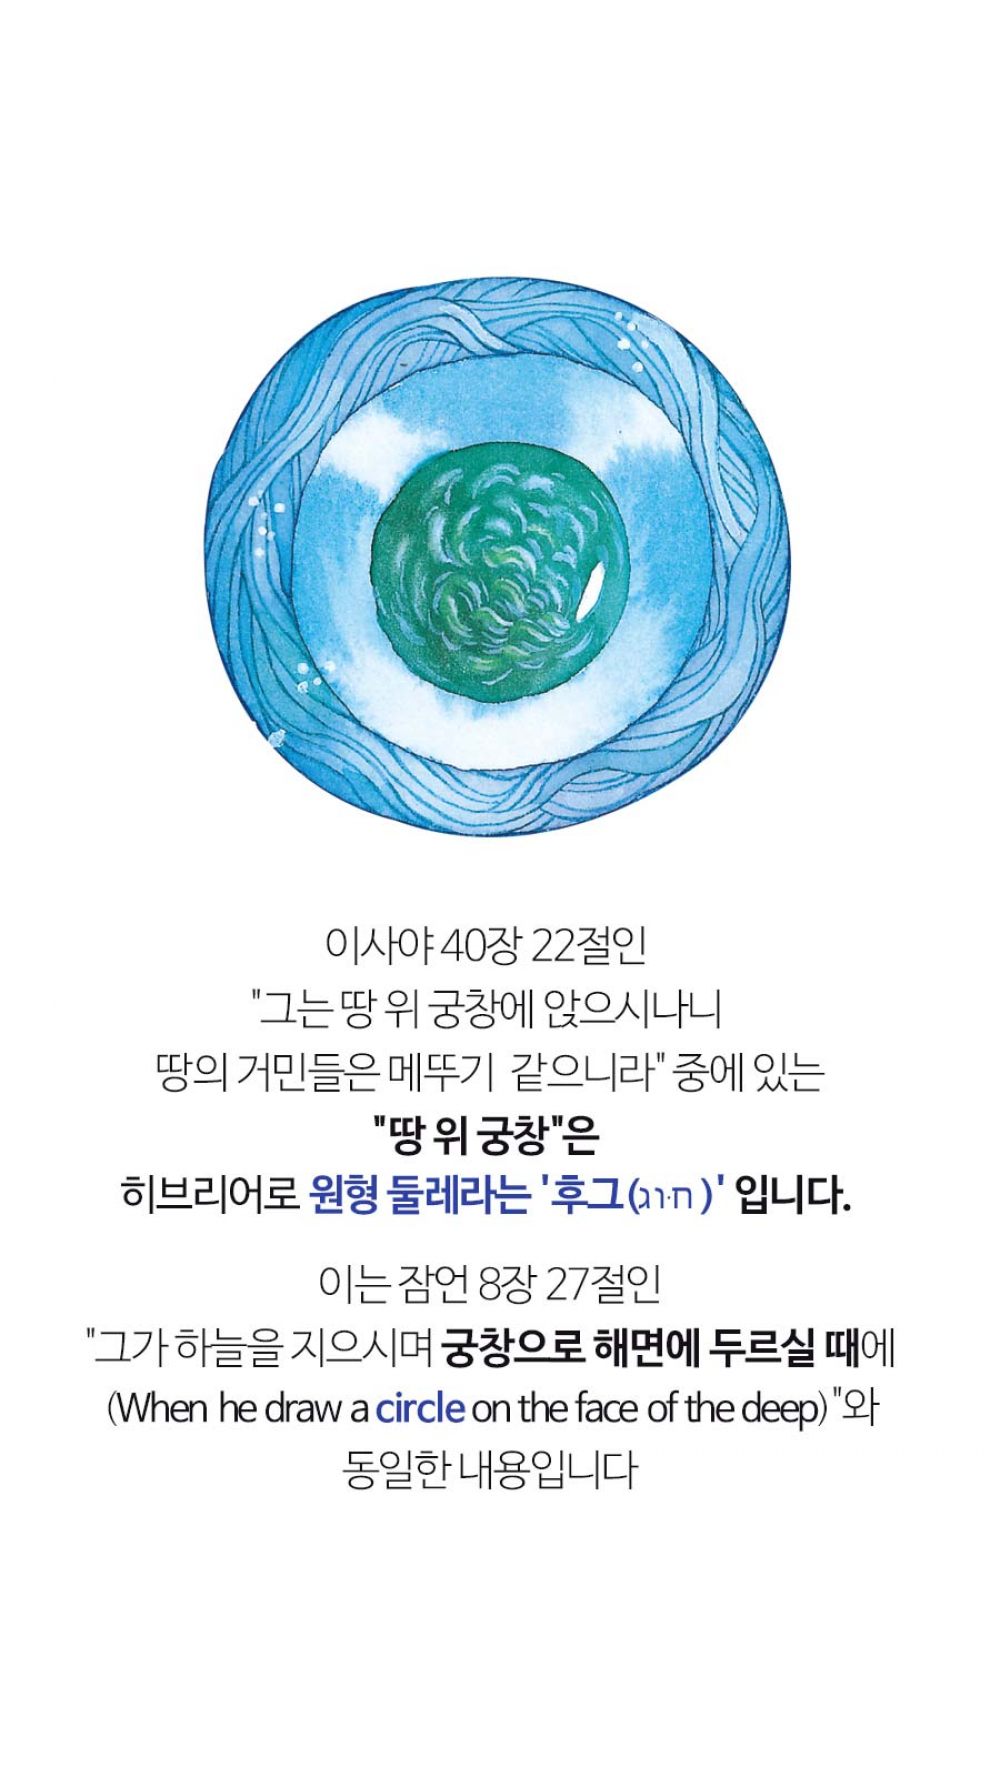 이사야 40장 22절인
"그는 땅 위 궁창에 앉으시나니
땅의 거민들은 메뚜기 같으니라" 중에 있는
"땅 위 궁창"은
히브리어로 원형 둘레라는 '후그(ח·וג)' 입니다.
이는 잠언 8장 27절인
"그가 하늘을 지으시며 궁창으로 해면에 두르실 때에
(When he draw a circle on the face of the deep) "와
동일한 내용입니다